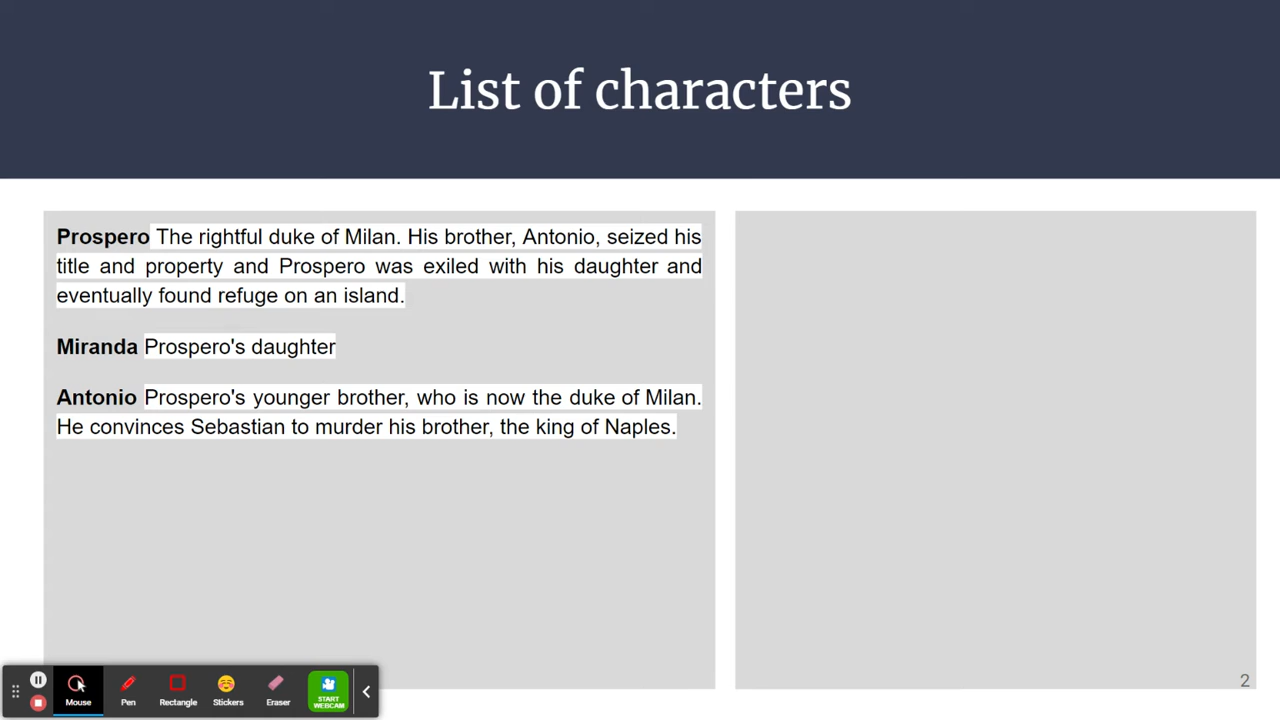 List of characters
Prospero The rightful duke of Milan. His brother, Antonio, seized his
title and property and Prospero was exiled with his daughter and
eventually found refuge on an island.
Miranda Prospero's daughter
Antonio Prospero's younger brother, who is now the duke of Milan.
He convinces Sebastian to murder his brother, the king of Naples.
Mouse
Pen
Rectangle
Stickers
Eraser
START
WEBCAM
2